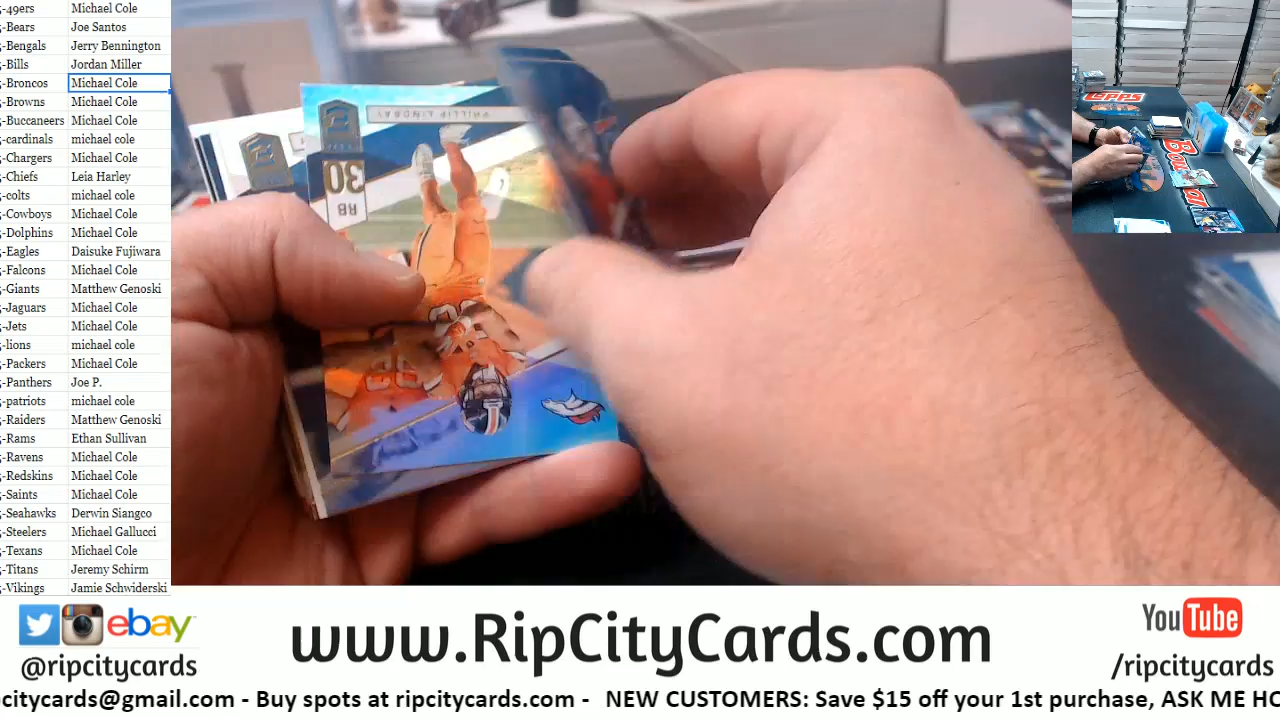 -49ers Michael Cole
-Bears Joe Santos
-Bengals Jerry Bennington
-Bills Jordan Miller
-Broncos Michael Cole
-Browns Michael Cole
-Buccaneers Michael Cole
-cardinals michael cole
-Chargers Michael Cole
-Chiefs Leia Harley
-colts michael cole
-Cowboys Michael Cole
-Dolphins Michael Cole
-Eagles Daisuke Fujiwara
-Falcons Michael Cole
-Giants Matthew Genoski
-Jaguars Michael Cole
-Jets Michael Cole
-lions michael cole
-Packers Michael Cole
-Panthers Joe P.
-patriots michael cole
-Raiders Matthew Genoski
-Rams Ethan Sullivan
-Ravens Michael Cole
-Redskins Michael Cole
-Saints Michael Cole
-Seahawks Derwin Siangco
-Steelers Michael Gallucci
-Texans Michael Cole
-Titans Jeremy Schirm
-Vikings Jamie Schwiderski
PHILLIP LINDSAY
30
RB
TOPPS
ebay
@ripcitycards
www.RipCityCards.com
YouTube
/ripcitycards
citycards@gmail.com - Buy spots at ripcitycards.com - NEW CUSTOMERS: Save $15 off your 1st purchase, ASK ME